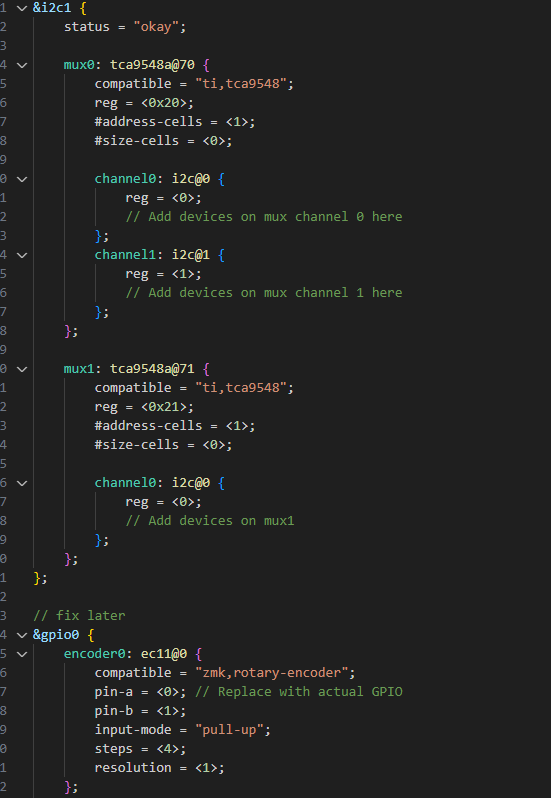 1 &i2c1 {
2 status = "okay";
3
4 mux0: tca9548a@70 {
5 compatible = "ti,tca9548";
6 reg = <0x20>;
7 #address-cells = <1>;
8 #size-cells = <0>;
9
0 channel0: i2c@0 {
1 reg = <0>;
2 // Add devices on mux channel 0 here
3 };
4 channel1: i2c@1 {
5 reg = <1>;
6 // Add devices on mux channel 1 here
7 };
8 };
9
0 mux1: tca9548a@71 {
1 compatible = "ti,tca9548";
2 reg = <0x21>;
3 #address-cells = <1>;
4 #size-cells = <0>;
5
6 channel0: i2c@0 {
7 reg = <0>;
8 // Add devices on mux1
9 };
0 };
1 };
2
3 // fix later
4 &gpio0 {
5 encoder0: ec11@0 {
6 compatible = "zmk,rotary-encoder";
7 pin-a = <0>; // Replace with actual GPIO
8 pin-b = <1>;
9 input-mode = "pull-up";
0 steps = <4>;
1 resolution = <1>;
2 };